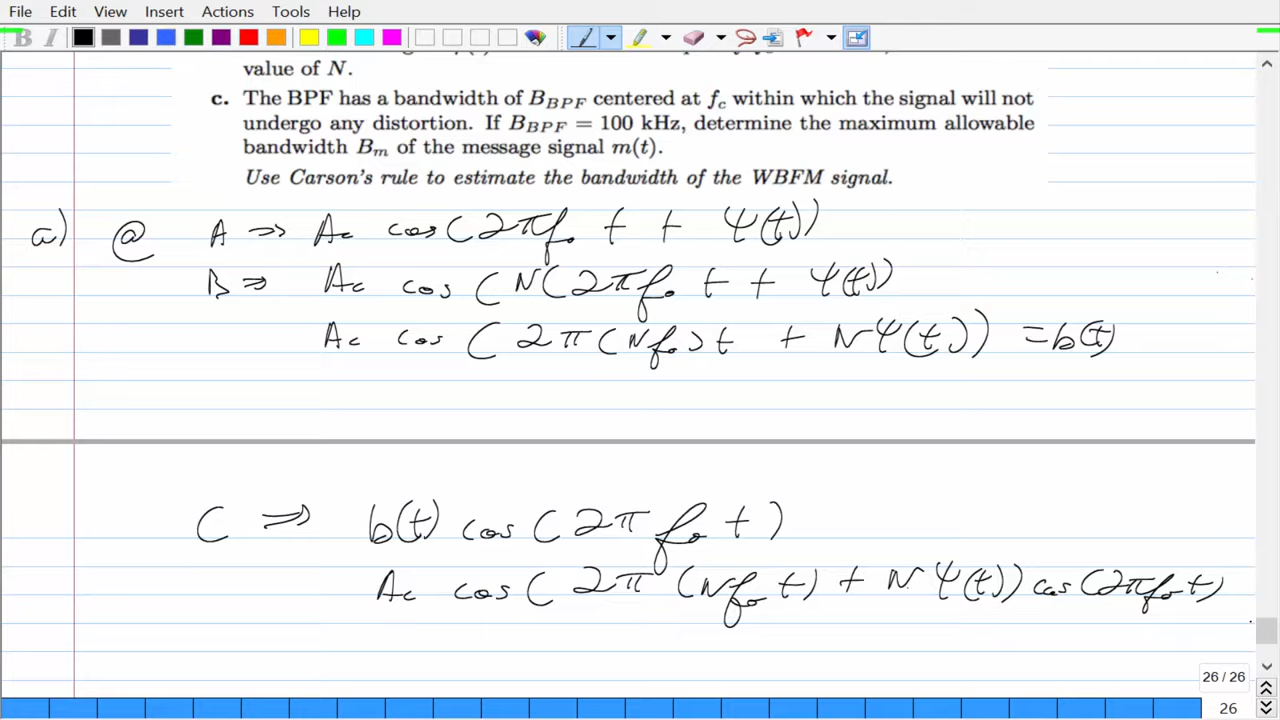 File Edit View Insert Actions Tools Help
B I
value of N.
c. The BPF has a bandwidth of B_BPF centered at f_c within which the signal will not
undergo any distortion. If B_BPF = 100 kHz, determine the maximum allowable
bandwidth B_m of the message signal m(t).
Use Carson's rule to estimate the bandwidth of the WBFM signal.
a) @ A ⇒ Ac cos(2πf₀ t + Ψ(t))
B ⇒ Ac cos(N(2πf₀ t + Ψ(t))
Ac cos(2π(Nf₀)t + NΨ(t)) = b(t)
C ⇒ b(t) cos(2πf₀ t)
Ac cos(2π(Nf₀ t) + NΨ(t)) cos(2πf₀ t)
26 / 26
26